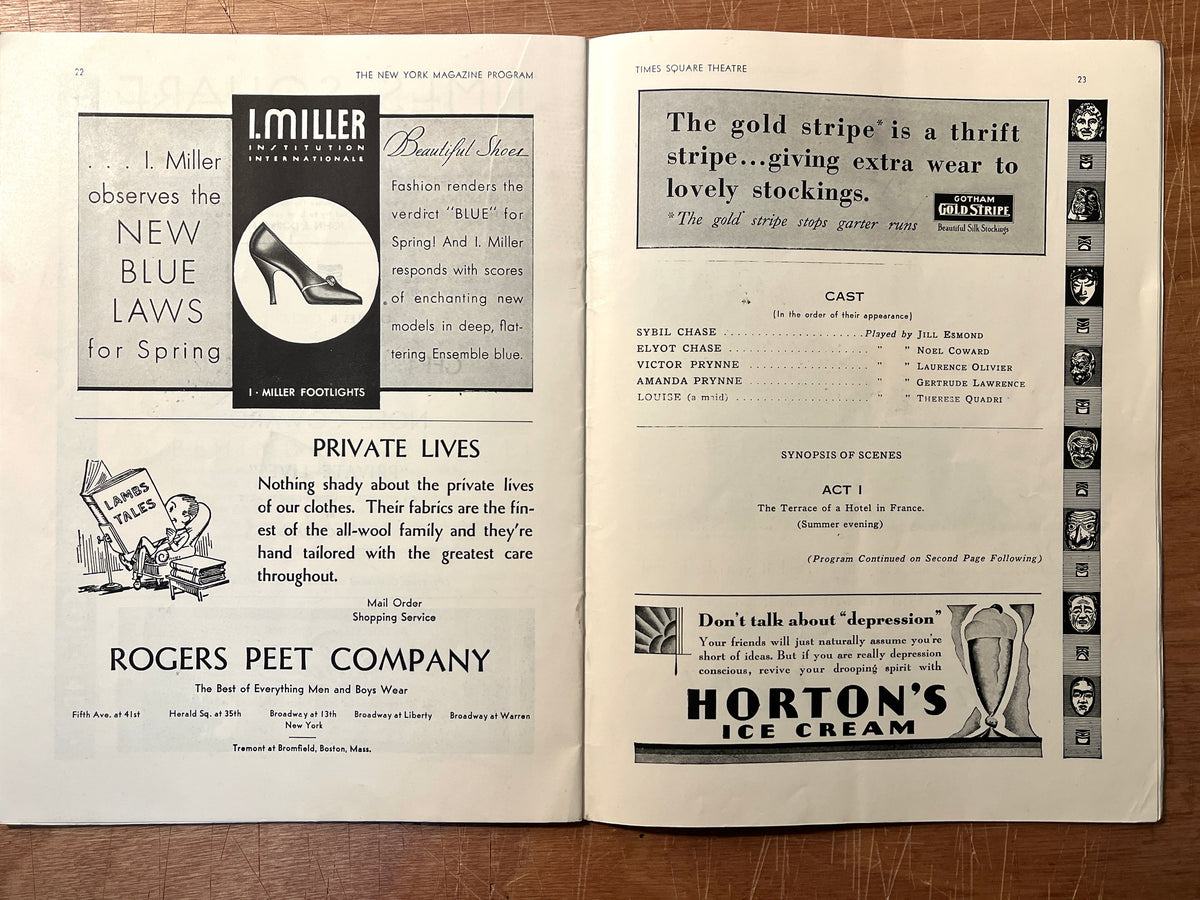 22
THE NEW YORK MAGAZINE PROGRAM
. . . I. Miller
observes the
NEW
BLUE
LAWS
for Spring
I. MILLER
INSTITUTION
INTERNATIONALE
I · MILLER FOOTLIGHTS
Beautiful Shoes
Fashion renders the
verdict "BLUE" for
Spring! And I. Miller
responds with scores
of enchanting new
models in deep, flat-
tering Ensemble blue.
LAMBS
TALES
PRIVATE LIVES
Nothing shady about the private lives
of our clothes. Their fabrics are the fin-
est of the all-wool family and they're
hand tailored with the greatest care
throughout.
Mail Order
Shopping Service
ROGERS PEET COMPANY
The Best of Everything Men and Boys Wear
Fifth Ave. at 41st Herald Sq. at 35th Broadway at 13th Broadway at Liberty Broadway at Warren
New York
Tremont at Bromfield, Boston, Mass.
TIMES SQUARE THEATRE
23
The gold stripe* is a thrift
stripe...giving extra wear to
lovely stockings.
*The gold stripe stops garter runs
GOTHAM
GOLD STRIPE
Beautiful Silk Stockings
CAST
(In the order of their appearance)
SYBIL CHASE ........................ Played by JILL ESMOND
ELYOT CHASE ........................ " " NOEL COWARD
VICTOR PRYNNE ........................ " " LAURENCE OLIVIER
AMANDA PRYNNE ........................ " " GERTRUDE LAWRENCE
LOUISE (a maid) ........................ " " THERESE QUADRI
SYNOPSIS OF SCENES
ACT I
The Terrace of a Hotel in France.
(Summer evening)
(Program Continued on Second Page Following)
Don't talk about "depression"
Your friends will just naturally assume you're
short of ideas. But if you are really depression
conscious, revive your drooping spirit with
HORTON'S
ICE CREAM